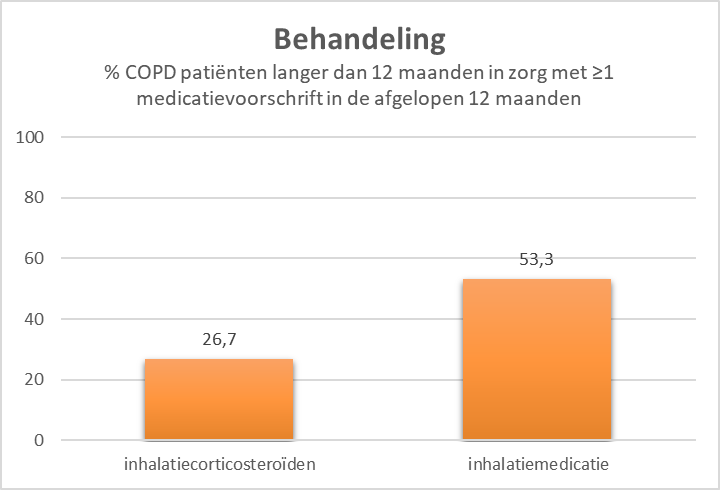 Behandeling
% COPD patiënten langer dan 12 maanden in zorg met ≥1
medicatievoorschrift in de afgelopen 12 maanden
100
80
60
53,3
40
26,7
20
0
inhalatiecorticosteroïden inhalatiemedicatie